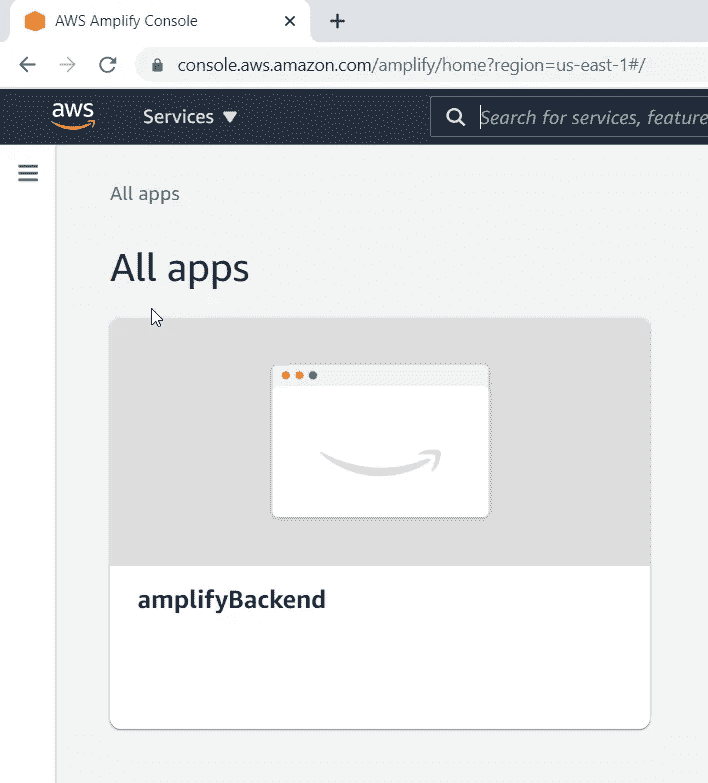 AWS Amplify Console
console.aws.amazon.com/amplify/home?region=us-east-1#/
aws
Services
Search for services, feature
All apps
All apps
amplifyBackend